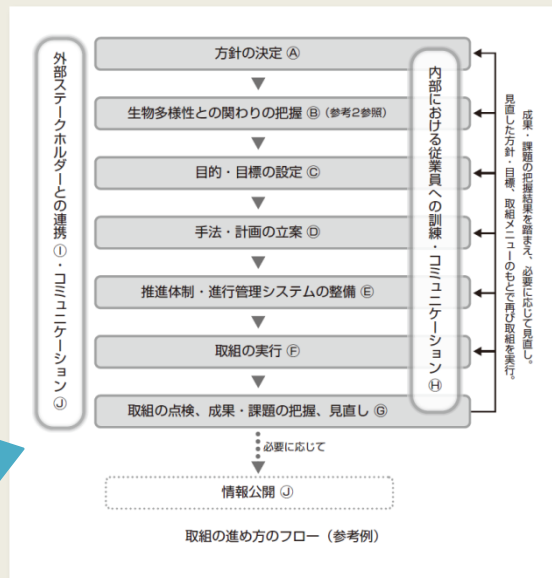 外部ステークホルダーとの連携Ⓘ・コミュニケーションⒿ
方針の決定 Ⓐ
生物多様性との関わりの把握 Ⓑ（参考2参照）
目的・目標の設定 Ⓒ
手法・計画の立案 Ⓓ
推進体制・進行管理システムの整備 Ⓔ
取組の実行 Ⓕ
取組の点検、成果・課題の把握、見直し Ⓖ
内部における従業員への訓練・コミュニケーションⒽ
成果・課題の把握結果を踏まえ、必要に応じて見直し。
見直した方針・目標、取組メニューのもとで再び取組を実行。
必要に応じて
情報公開 Ⓙ
取組の進め方のフロー（参考例）